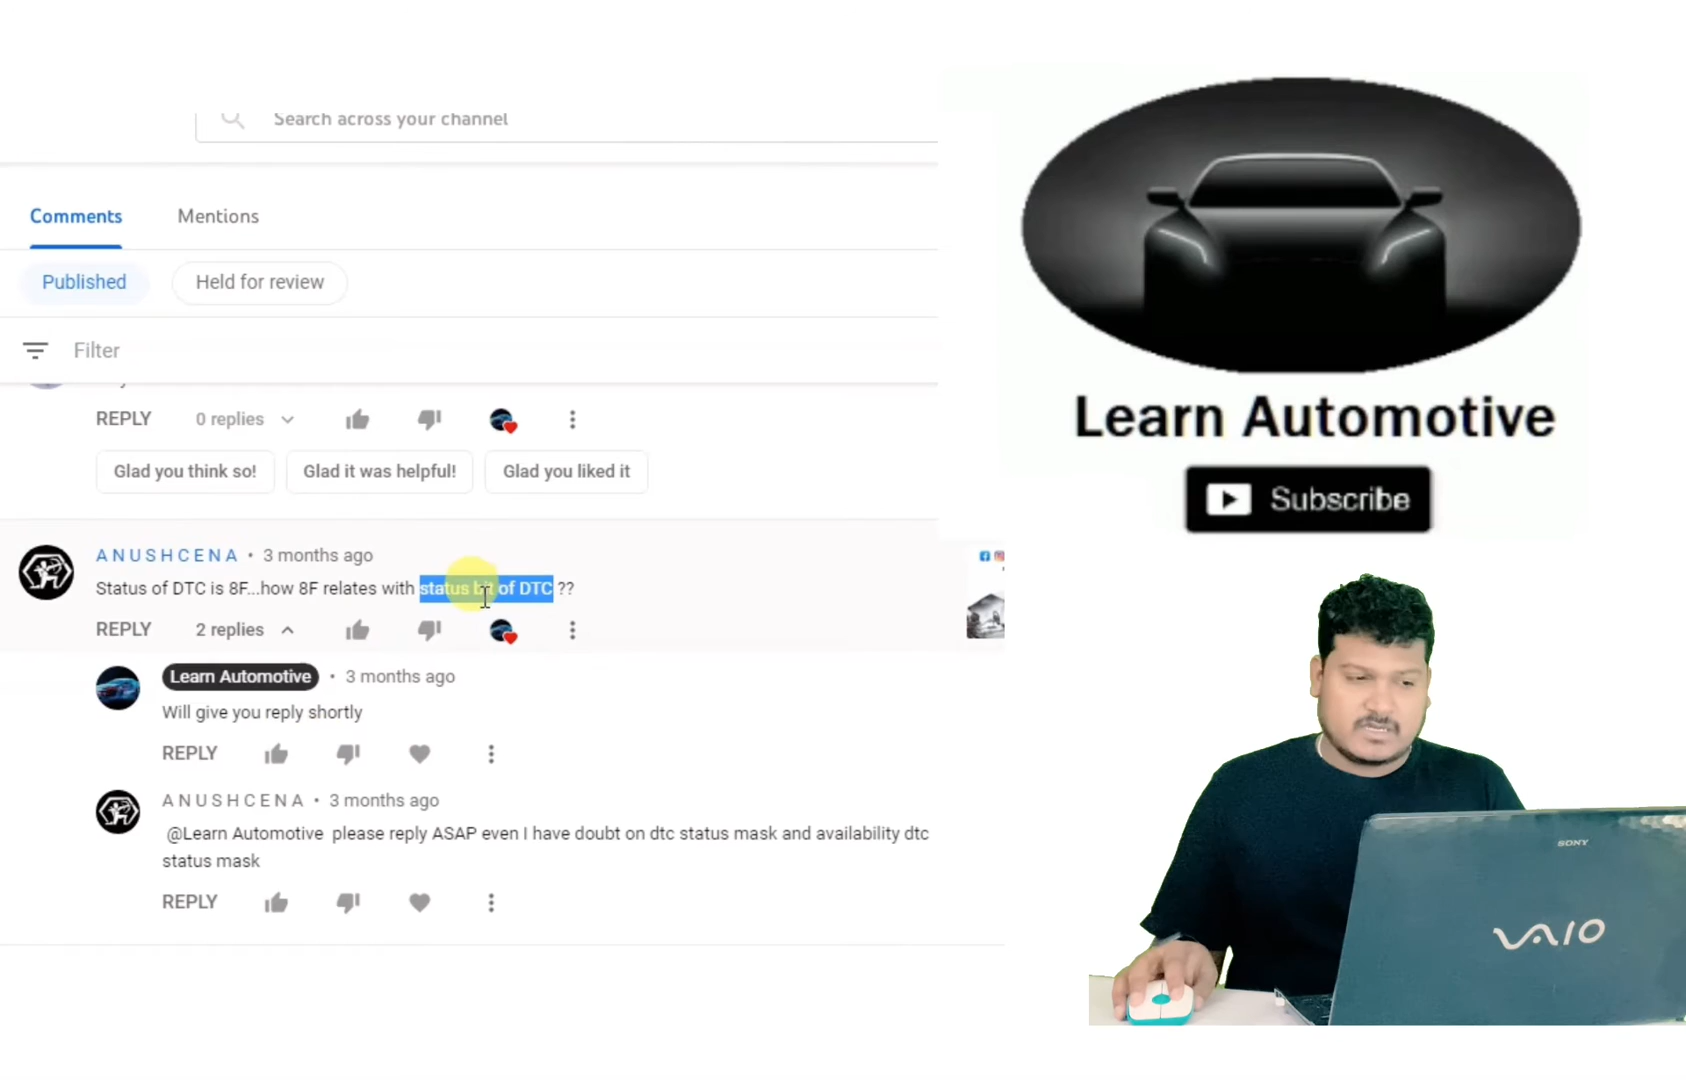 Search across your channel
Comments Mentions
Published Held for review
Filter
REPLY 0 replies
Glad you think so! Glad it was helpful! Glad you liked it
A N U S H C E N A • 3 months ago
Status of DTC is 8F...how 8F relates with status bit of DTC ??
REPLY 2 replies
Learn Automotive • 3 months ago
Will give you reply shortly
REPLY
A N U S H C E N A • 3 months ago
@Learn Automotive please reply ASAP even I have doubt on dtc status mask and availability dtc
status mask
REPLY
Learn Automotive
Subscribe
SONY
VAIO